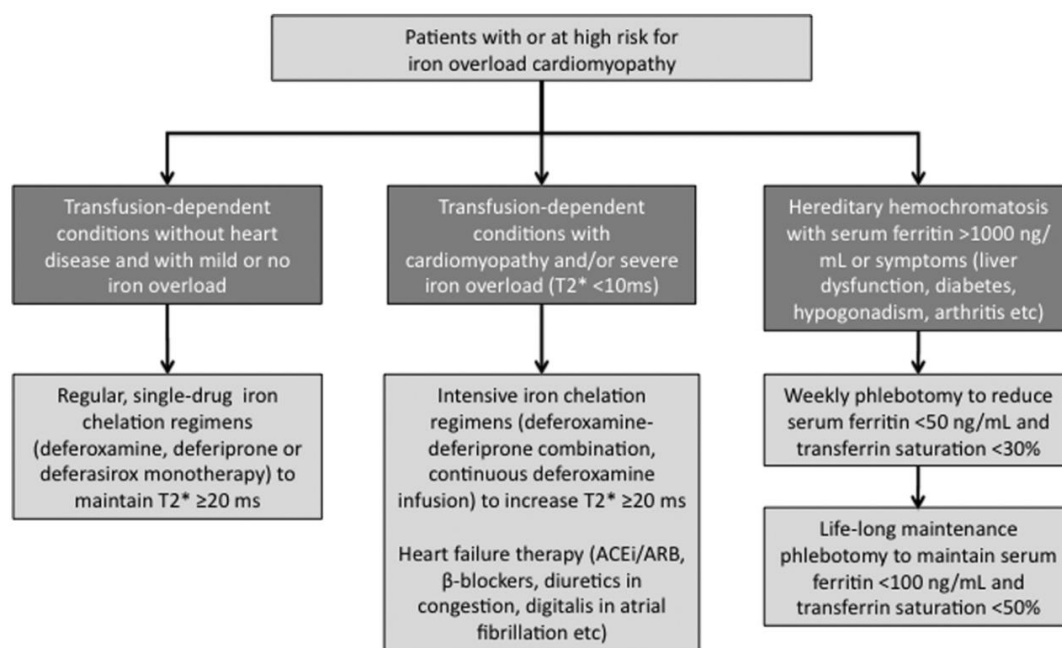 Patients with or at high risk for
iron overload cardiomyopathy
Transfusion-dependent
conditions without heart
disease and with mild or no
iron overload
Transfusion-dependent
conditions with
cardiomyopathy and/or severe
iron overload (T2* <10ms)
Hereditary hemochromatosis
with serum ferritin >1000 ng/
mL or symptoms (liver
dysfunction, diabetes,
hypogonadism, arthritis etc)
Regular, single-drug iron
chelation regimens
(deferoxamine, deferiprone or
deferasirox monotherapy) to
maintain T2* ≥20 ms
Intensive iron chelation
regimens (deferoxamine-
deferiprone combination,
continuous deferoxamine
infusion) to increase T2* ≥20 ms
Heart failure therapy (ACEi/ARB,
β-blockers, diuretics in
congestion, digitalis in atrial
fibrillation etc)
Weekly phlebotomy to reduce
serum ferritin <50 ng/mL and
transferrin saturation <30%
Life-long maintenance
phlebotomy to maintain serum
ferritin <100 ng/mL and
transferrin saturation <50%